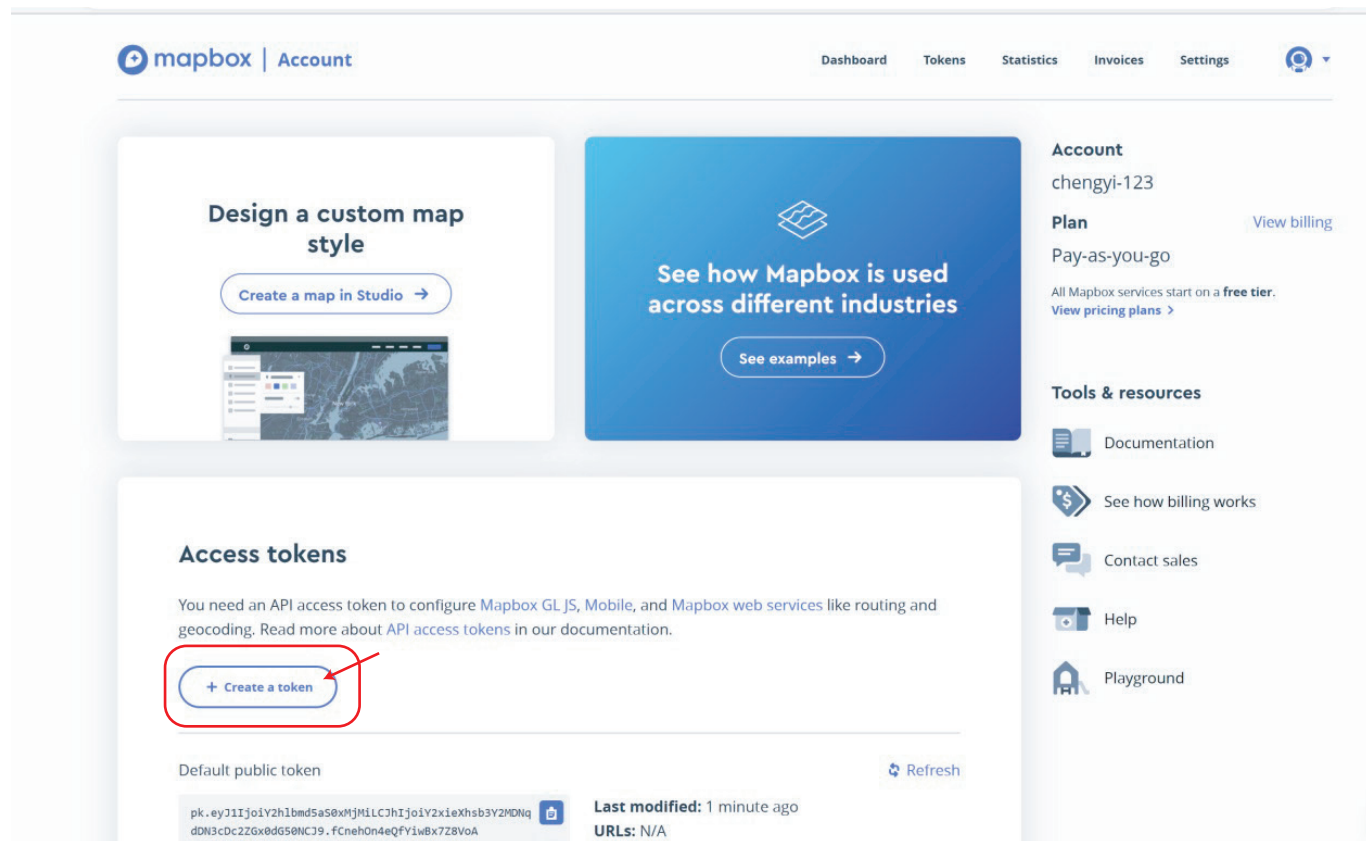 mapbox | Account
Dashboard Tokens Statistics Invoices Settings
Design a custom map
style
Create a map in Studio →
See how Mapbox is used
across different industries
See examples →
Account
chengyi-123
Plan View billing
Pay-as-you-go
All Mapbox services start on a free tier.
View pricing plans >
Tools & resources
Documentation
See how billing works
Contact sales
Help
Playground
Access tokens
You need an API access token to configure Mapbox GL JS, Mobile, and Mapbox web services like routing and
geocoding. Read more about API access tokens in our documentation.
+ Create a token
Default public token Refresh
pk.eyJ1IjoiY2hlbmd5aS0xMjMiLCJhIjoiY2xieXhsb3Y2MDNq
dDN3cDc2ZGx0dG50NCJ9.fCnehOn4eQfYiwBx7Z8VoA
Last modified: 1 minute ago
URLs: N/A